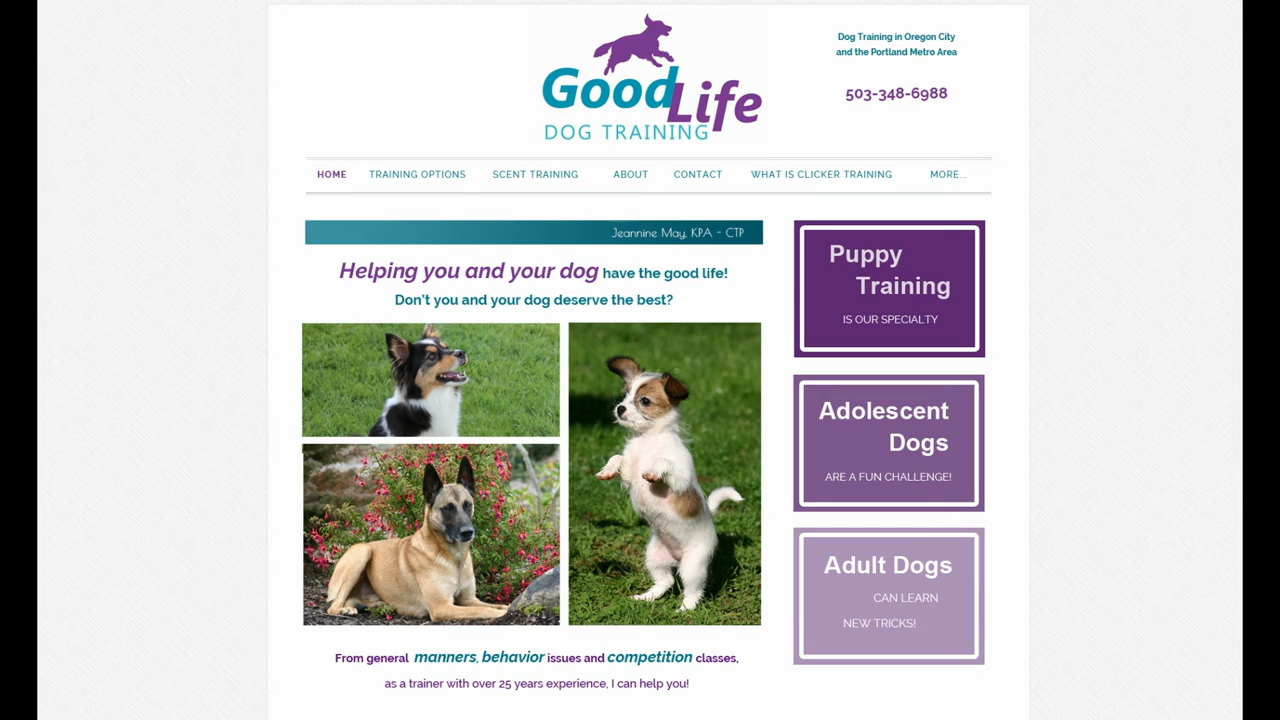 Good Life
DOG TRAINING
Dog Training in Oregon City
and the Portland Metro Area
503-348-6988
HOME TRAINING OPTIONS SCENT TRAINING ABOUT CONTACT WHAT IS CLICKER TRAINING MORE...
Jeannine May, KPA - CTP
Helping you and your dog have the good life!
Don't you and your dog deserve the best?
From general manners, behavior issues and competition classes,
as a trainer with over 25 years experience, I can help you!
Puppy
Training
IS OUR SPECIALTY
Adolescent
Dogs
ARE A FUN CHALLENGE!
Adult Dogs
CAN LEARN
NEW TRICKS!